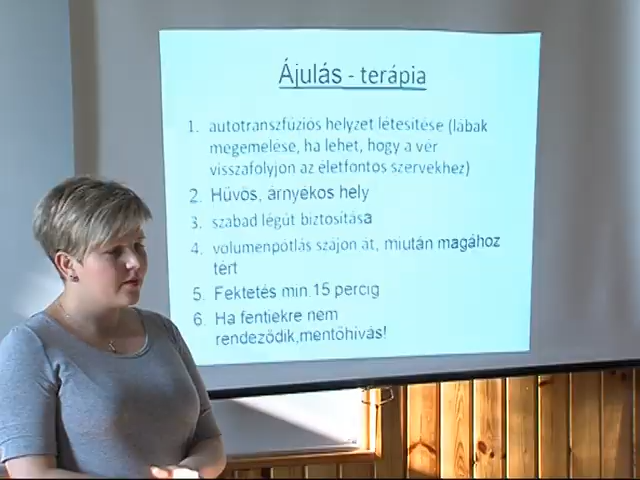 Ájulás - terápia
1. autotranszfúziós helyzet létesítése (lábak
megemelése, ha lehet, hogy a vér
visszafolyjon az életfontos szervekhez)
2. Hűvös, árnyékos hely
3. szabad légút biztosítása
4. volumenpótlás szájon át, miután magához
tért
5. Fektetés min.15 percig
6. Ha fentiekre nem
rendeződik,mentőhívás!